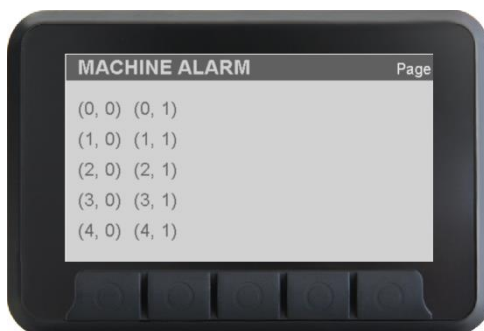 MACHINE ALARM Page
(0, 0) (0, 1)
(1, 0) (1, 1)
(2, 0) (2, 1)
(3, 0) (3, 1)
(4, 0) (4, 1)